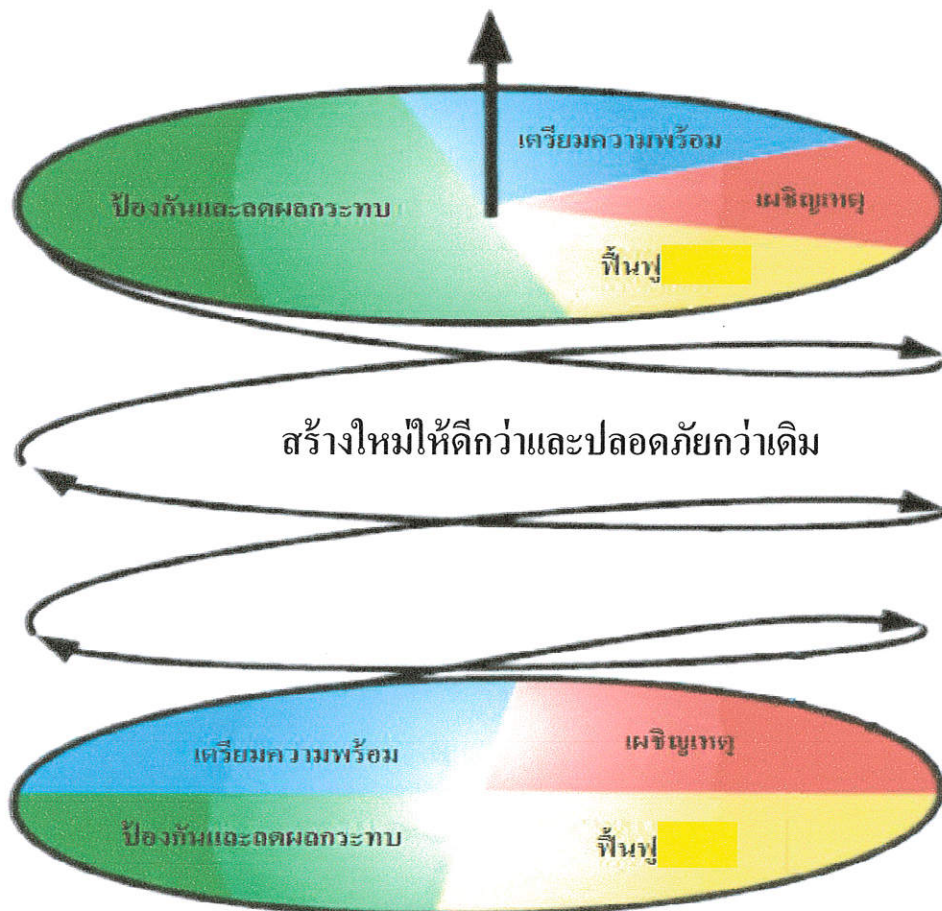 เตรียมความพร้อม
ป้องกันและลดผลกระทบ
เผชิญเหตุ
ฟื้นฟู
สร้างใหม่ให้ดีกว่าและปลอดภัยกว่าเดิม
เตรียมความพร้อม
เผชิญเหตุ
ป้องกันและลดผลกระทบ
ฟื้นฟู